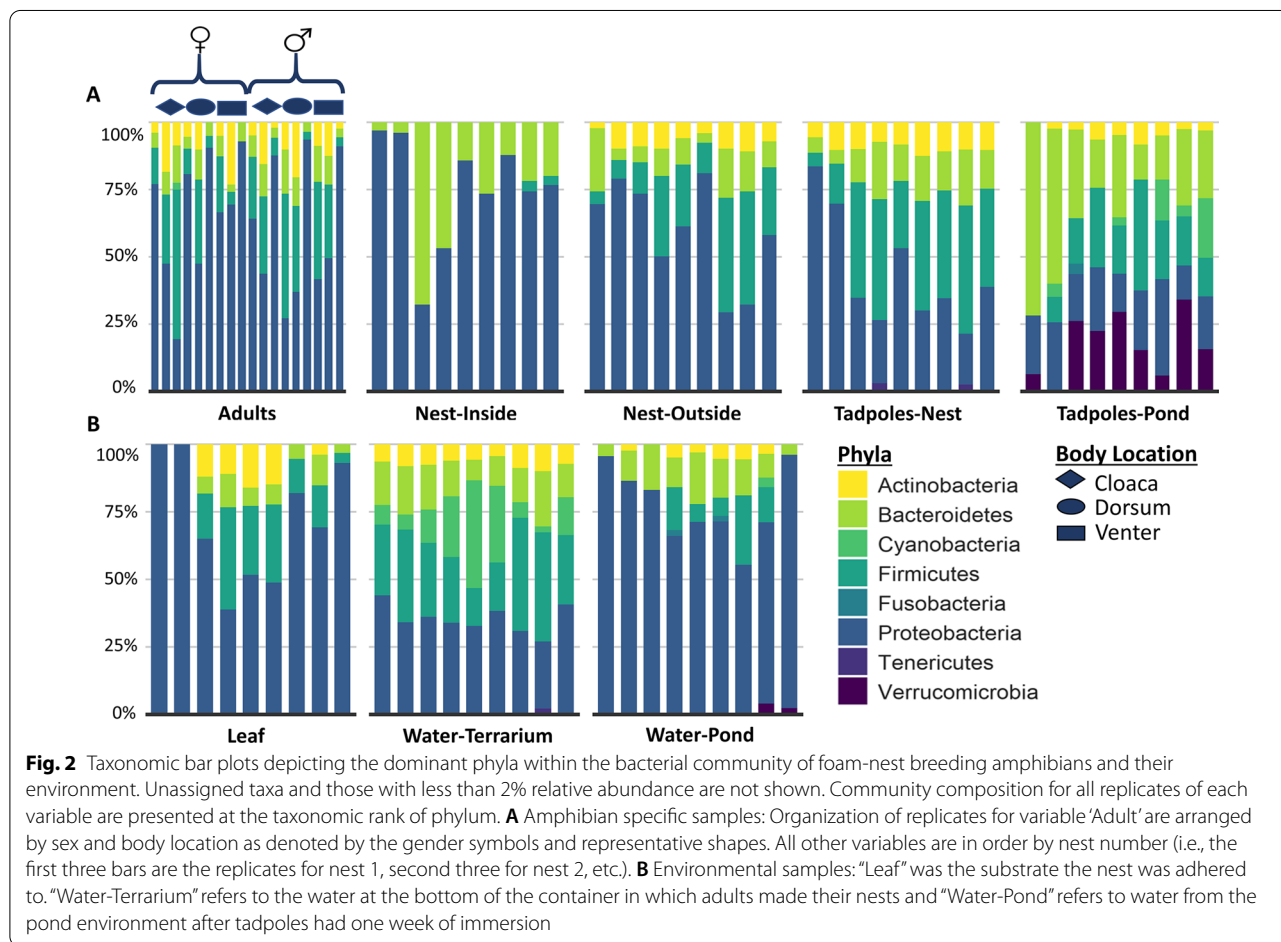 ♀ ♂
A
100%
75%
50%
25%
0%
Adults Nest-Inside Nest-Outside Tadpoles-Nest Tadpoles-Pond
B
100%
75%
50%
25%
0%
Leaf Water-Terrarium Water-Pond
Phyla
Actinobacteria
Bacteroidetes
Cyanobacteria
Firmicutes
Fusobacteria
Proteobacteria
Tenericutes
Verrucomicrobia
Body Location
Cloaca
Dorsum
Venter
Fig. 2 Taxonomic bar plots depicting the dominant phyla within the bacterial community of foam-nest breeding amphibians and their
environment. Unassigned taxa and those with less than 2% relative abundance are not shown. Community composition for all replicates of each
variable are presented at the taxonomic rank of phylum. A Amphibian specific samples: Organization of replicates for variable ‘Adult’ are arranged
by sex and body location as denoted by the gender symbols and representative shapes. All other variables are in order by nest number (i.e., the
first three bars are the replicates for nest 1, second three for nest 2, etc.). B Environmental samples: “Leaf” was the substrate the nest was adhered
to. “Water-Terrarium” refers to the water at the bottom of the container in which adults made their nests and “Water-Pond” refers to water from the
pond environment after tadpoles had one week of immersion